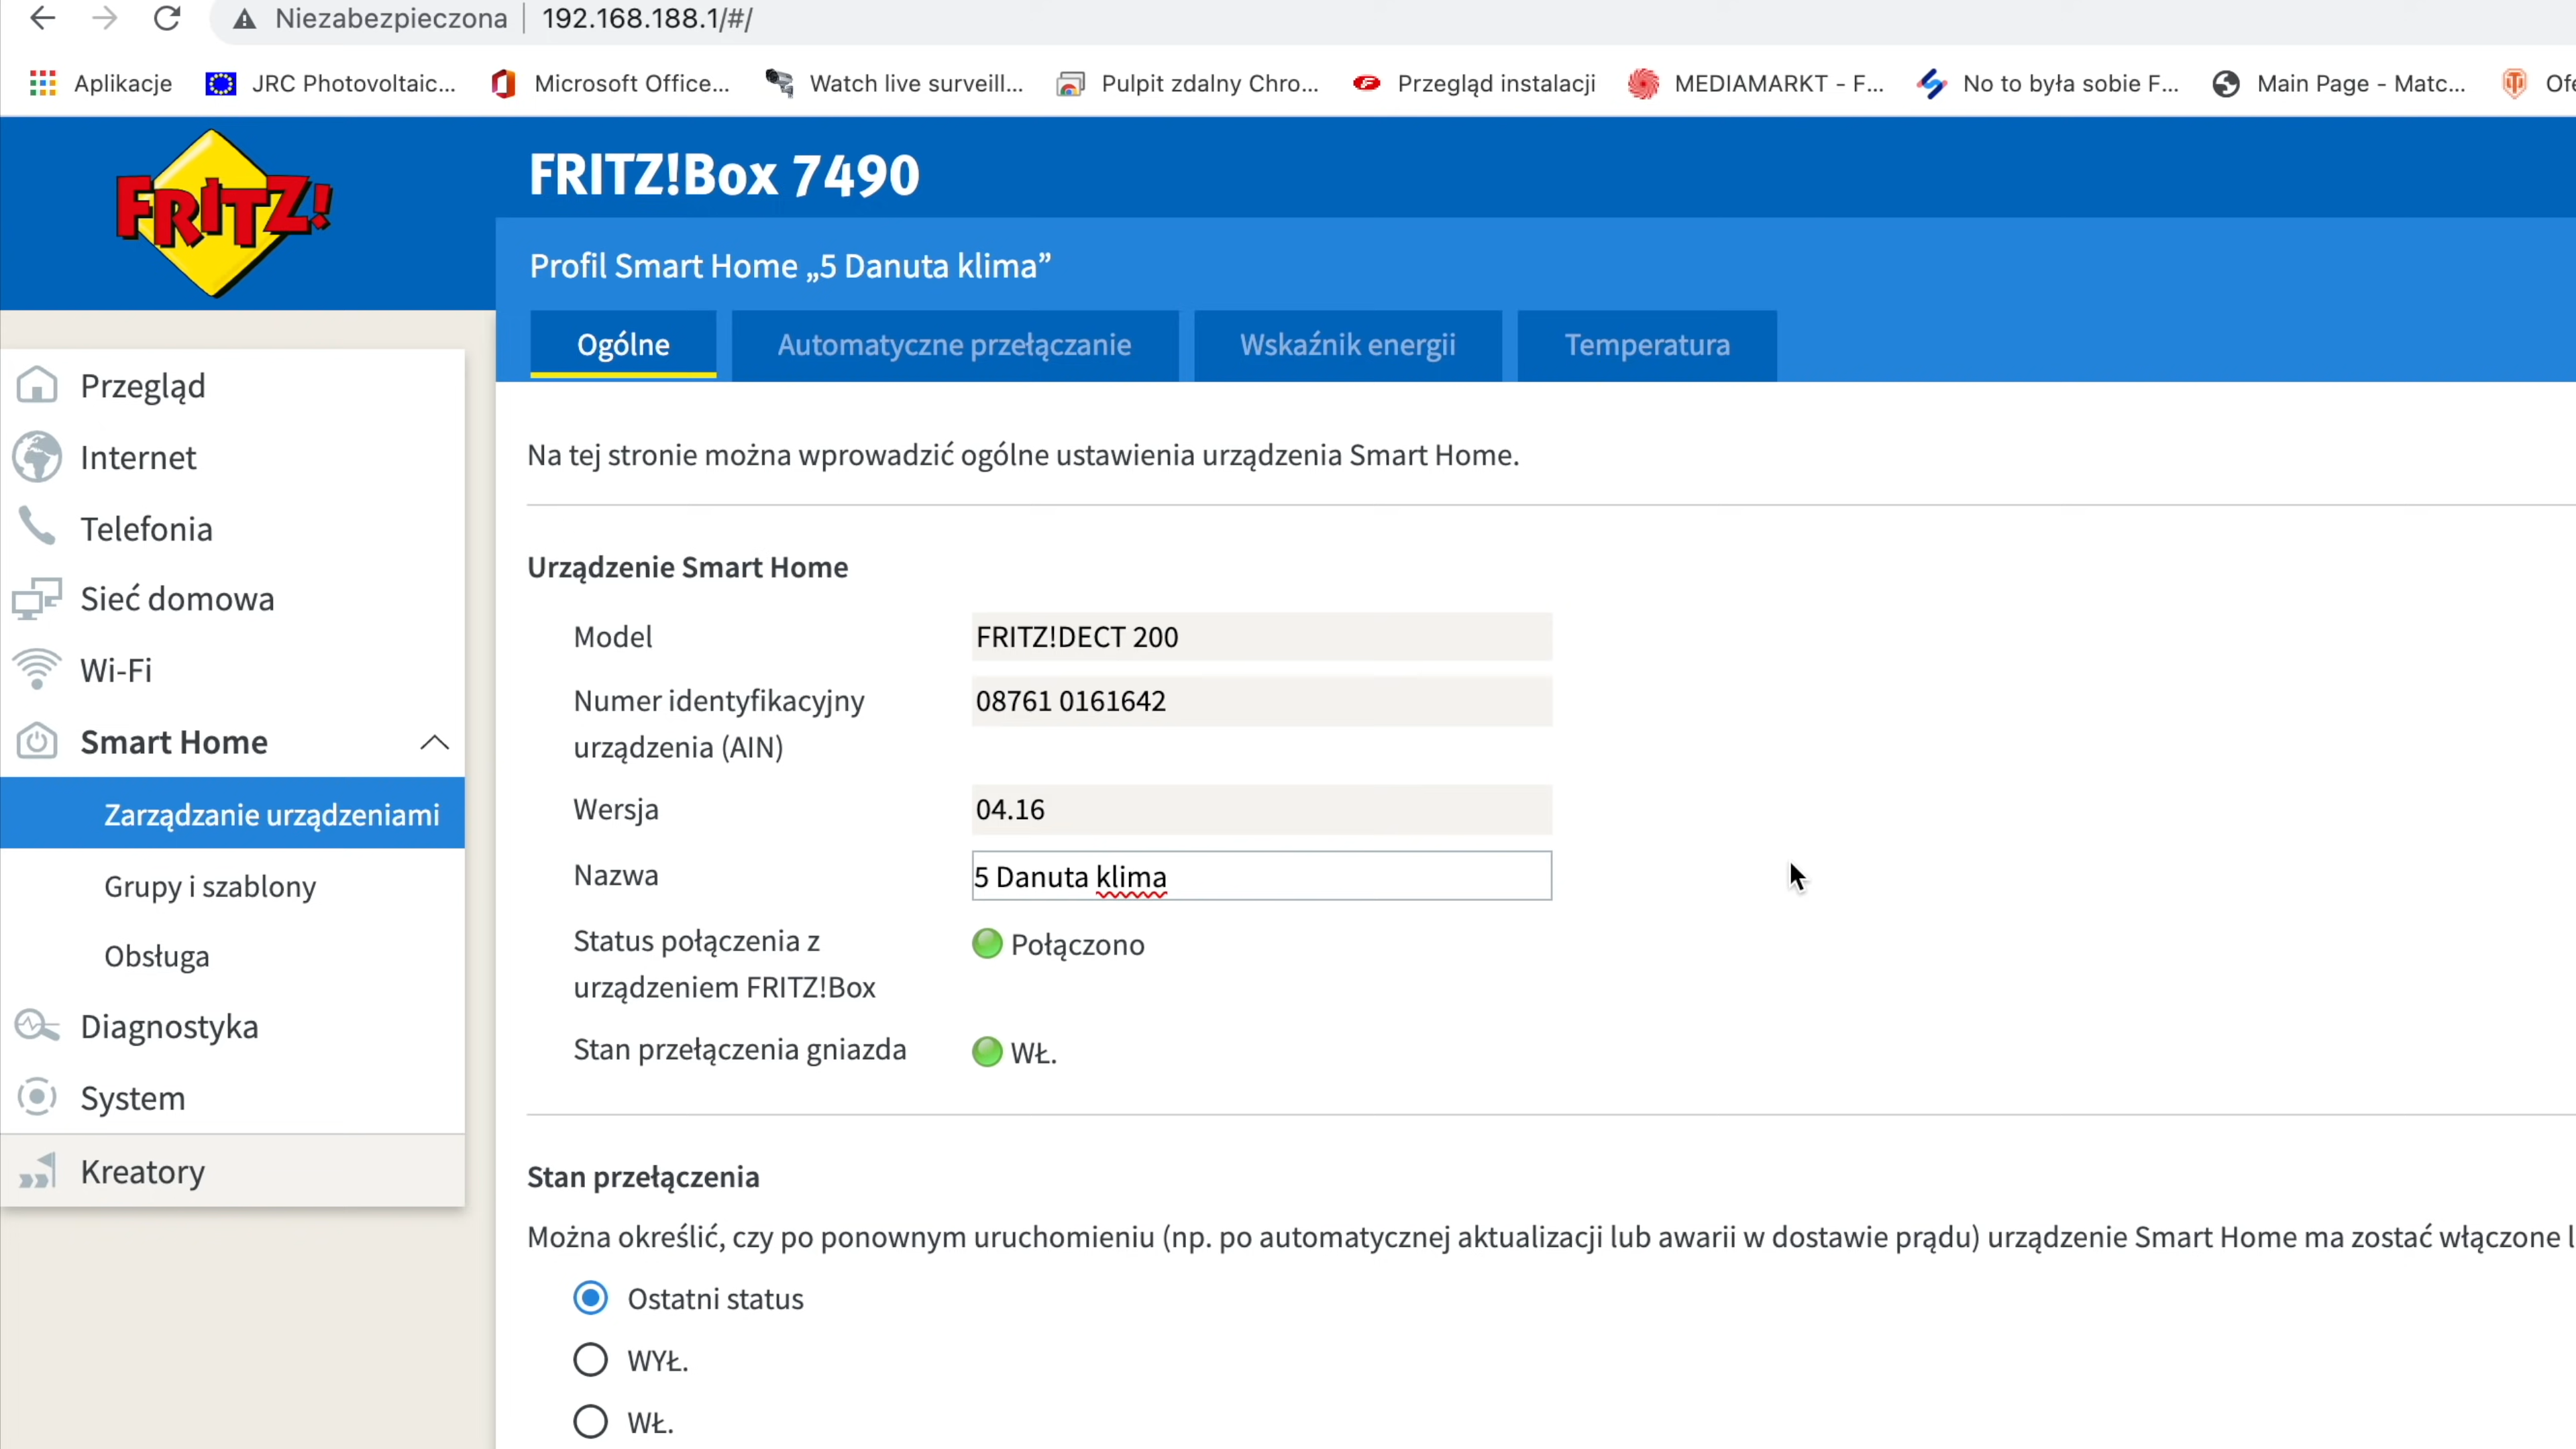 Niezabezpieczona 192.168.188.1/#/
Aplikacje JRC Photovoltaic... Microsoft Office... Watch live surveill... Pulpit zdalny Chro... Przegląd instalacji MEDIAMARKT - F... No to była sobie F... Main Page - Matc... Ofe
FRITZ!
FRITZ!Box 7490
Profil Smart Home „5 Danuta klima”
Ogólne Automatyczne przełączanie Wskaźnik energii Temperatura
Przegląd
Internet
Telefonia
Sieć domowa
Wi-Fi
Smart Home
Zarządzanie urządzeniami
Grupy i szablony
Obsługa
Diagnostyka
System
Kreatory
Na tej stronie można wprowadzić ogólne ustawienia urządzenia Smart Home.
Urządzenie Smart Home
Model FRITZ!DECT 200
Numer identyfikacyjny 08761 0161642
urządzenia (AIN)
Wersja 04.16
Nazwa 5 Danuta klima
Status połączenia z Połączono
urządzeniem FRITZ!Box
Stan przełączenia gniazda WŁ.
Stan przełączenia
Można określić, czy po ponownym uruchomieniu (np. po automatycznej aktualizacji lub awarii w dostawie prądu) urządzenie Smart Home ma zostać włączone l
Ostatni status
WYŁ.
WŁ.